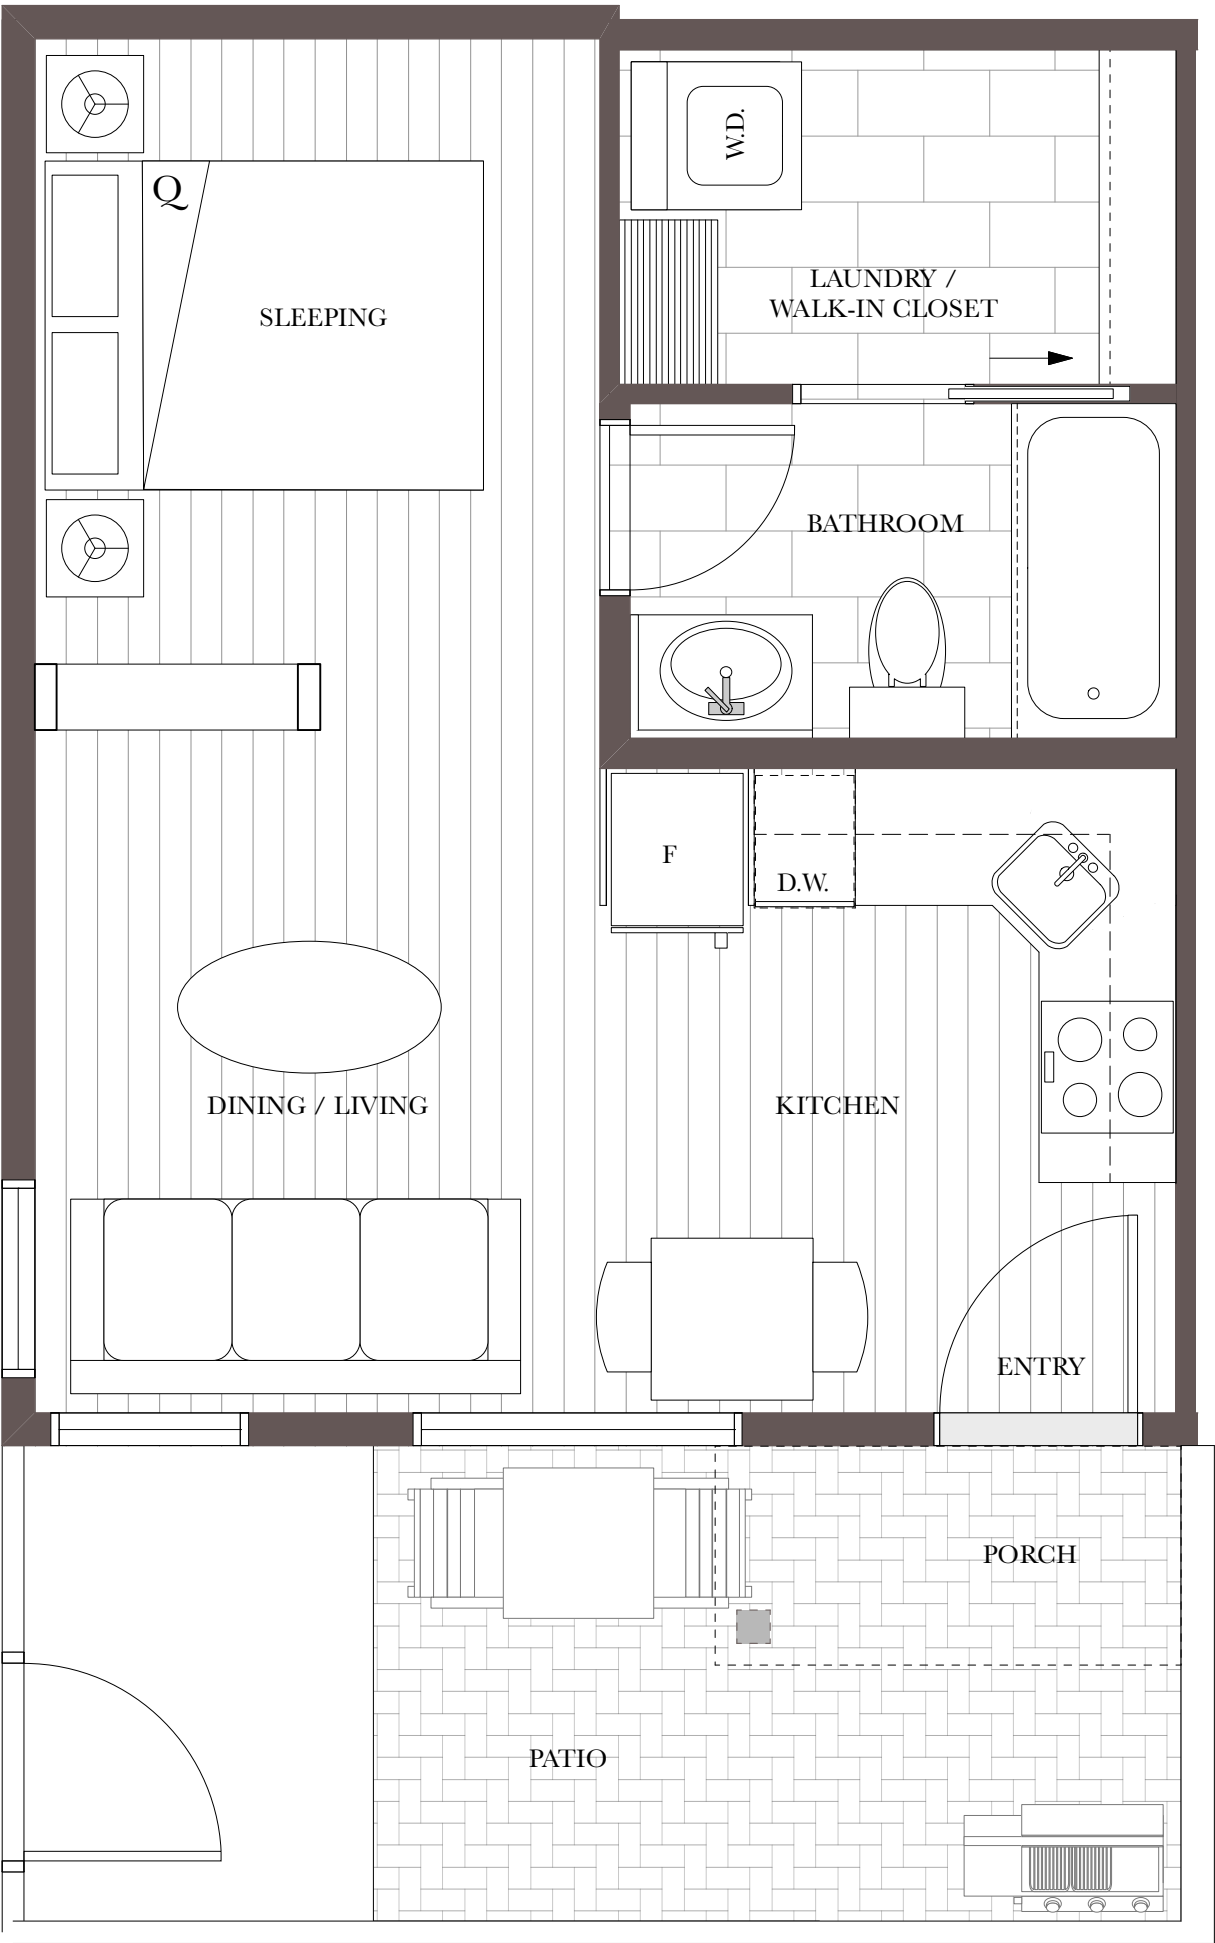 W.D.
Q
LAUNDRY /
WALK-IN CLOSET
SLEEPING
BATHROOM
F
D.W.
DINING / LIVING
KITCHEN
ENTRY
PORCH
PATIO